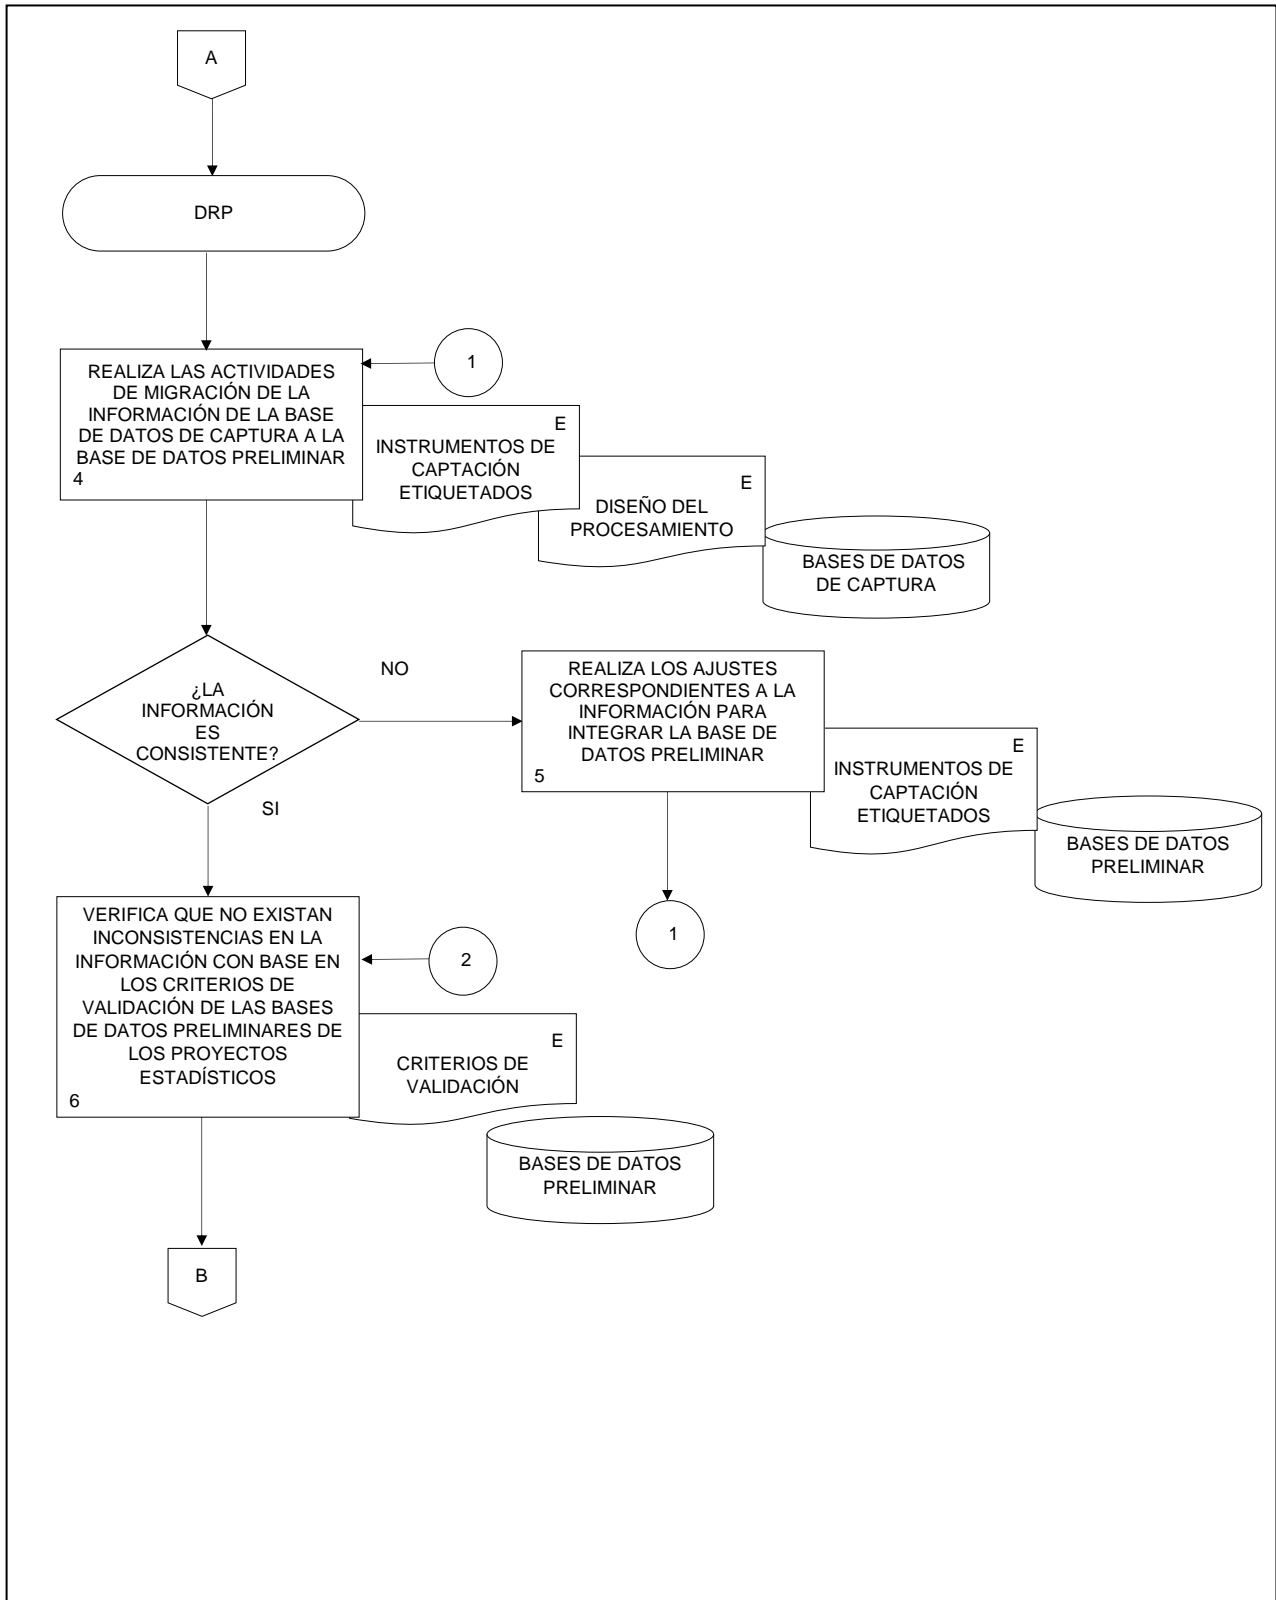 A
DRP
1
REALIZA LAS ACTIVIDADES
DE MIGRACIÓN DE LA
INFORMACIÓN DE LA BASE
DE DATOS DE CAPTURA A LA
BASE DE DATOS PRELIMINAR
4
E
INSTRUMENTOS DE
CAPTACIÓN
ETIQUETADOS
E
DISEÑO DEL
PROCESAMIENTO
BASES DE DATOS
DE CAPTURA
¿LA
INFORMACIÓN
ES
CONSISTENTE?
NO
SI
REALIZA LOS AJUSTES
CORRESPONDIENTES A LA
INFORMACIÓN PARA
INTEGRAR LA BASE DE
DATOS PRELIMINAR
5
E
INSTRUMENTOS DE
CAPTACIÓN
ETIQUETADOS
BASES DE DATOS
PRELIMINAR
1
VERIFICA QUE NO EXISTAN
INCONSISTENCIAS EN LA
INFORMACIÓN CON BASE EN
LOS CRITERIOS DE
VALIDACIÓN DE LAS BASES
DE DATOS PRELIMINARES DE
LOS PROYECTOS
ESTADÍSTICOS
6
2
E
CRITERIOS DE
VALIDACIÓN
BASES DE DATOS
PRELIMINAR
B